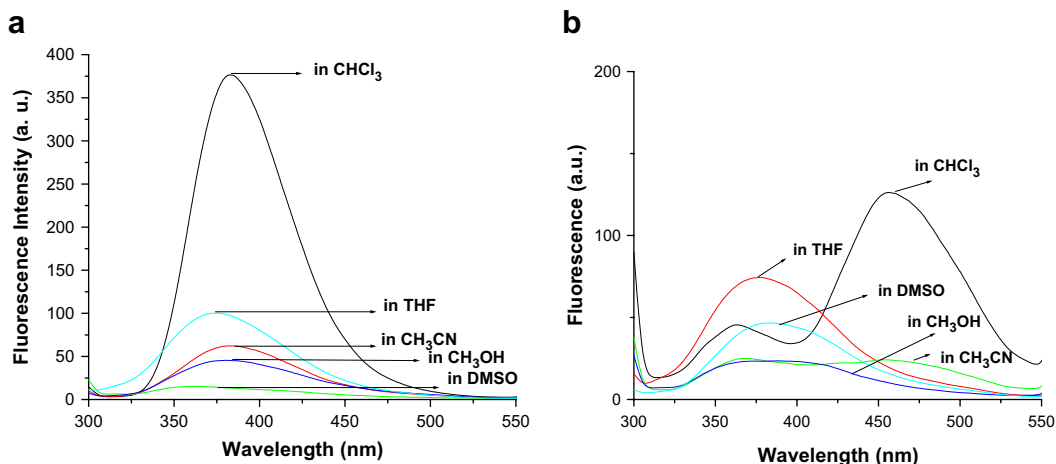 a
Fluorescence Intensity (a. u.)
400
350
300
250
200
150
100
50
0
300
350
400
450
500
550
Wavelength (nm)
in CHCl₃
in THF
in CH₃CN
in CH₃OH
in DMSO
b
Fluorescence (a.u.)
200
100
0
300
350
400
450
500
550
Wavelength (nm)
in CHCl₃
in THF
in DMSO
in CH₃OH
in CH₃CN